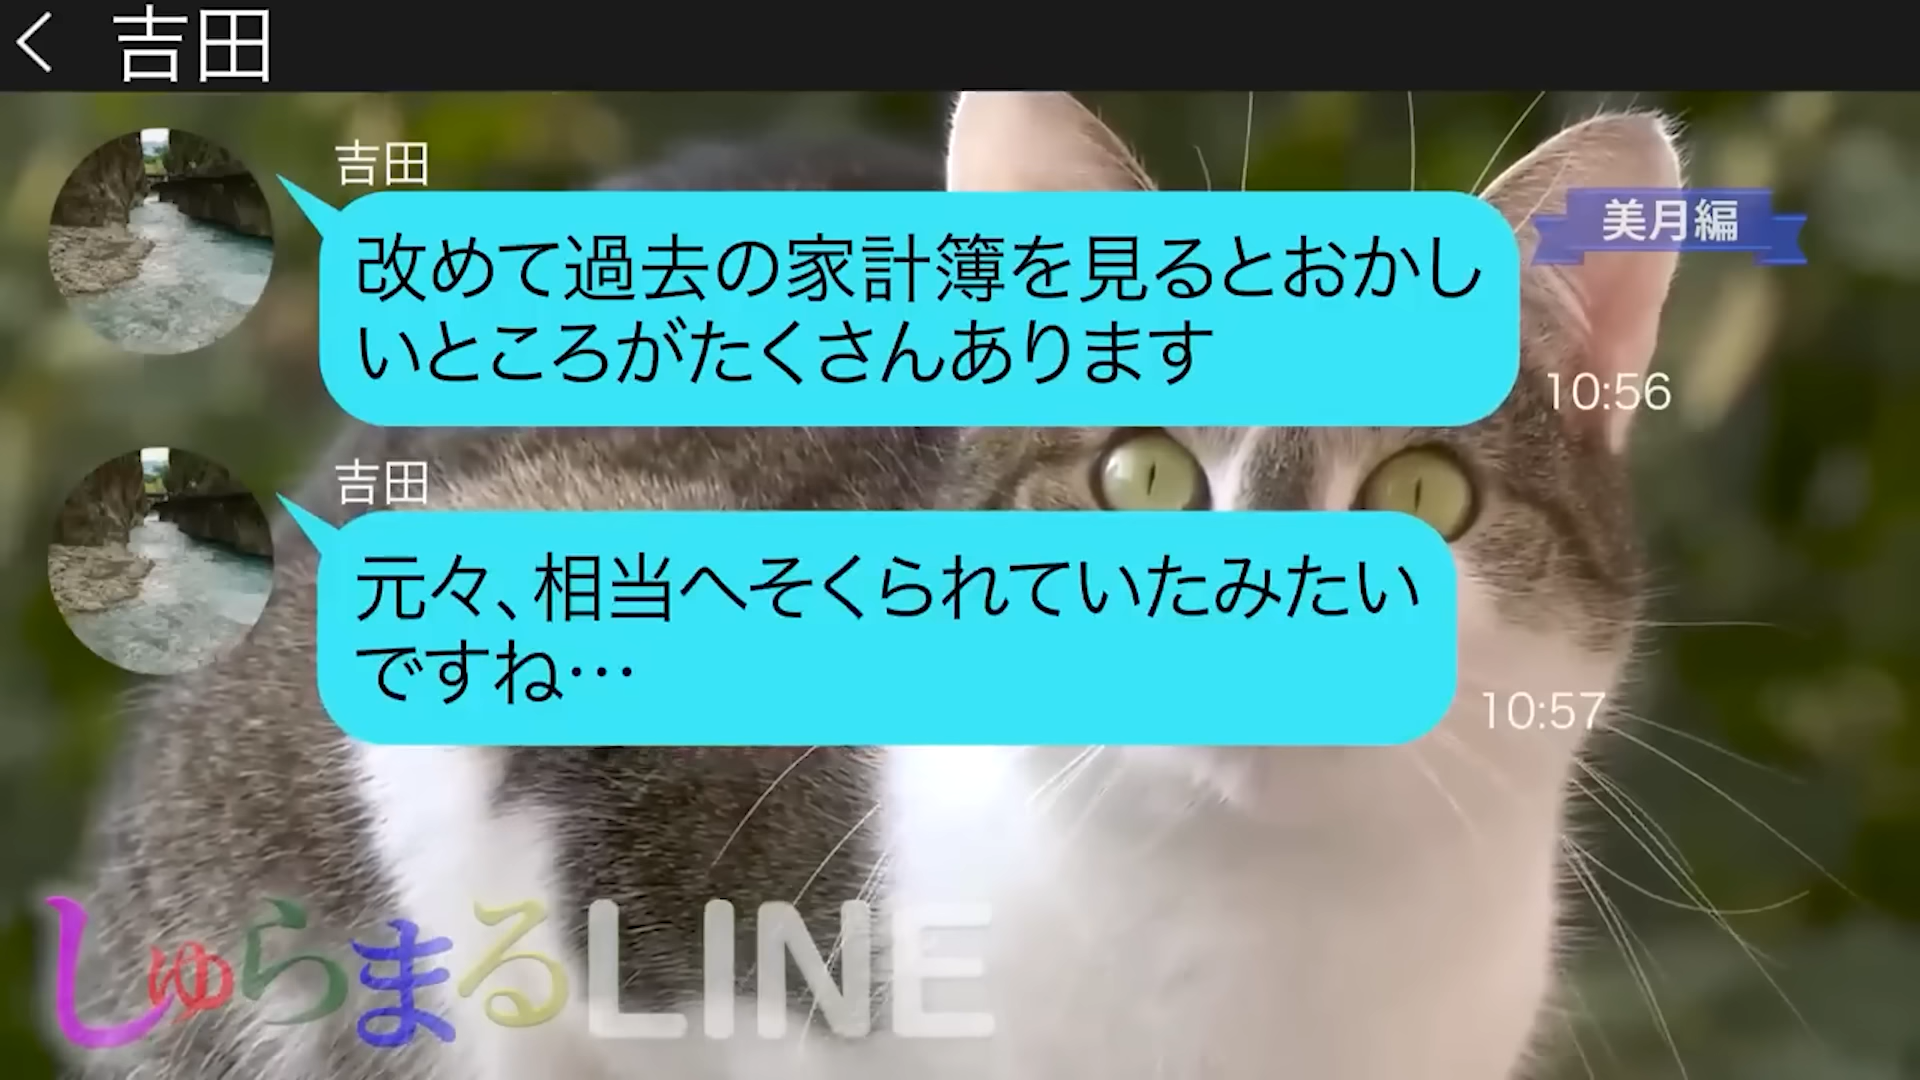 吉田
吉田
美月編
改めて過去の家計簿を見るとおかし
いところがたくさんあります
10:56
吉田
元々、相当へそくられていたみたい
ですね…
10:57
しゅらまるLINE